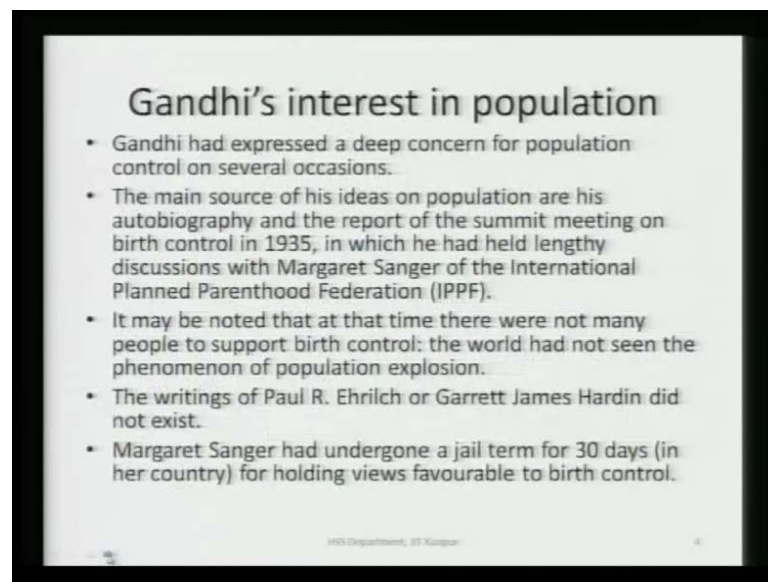 Gandhi's interest in population
• Gandhi had expressed a deep concern for population
control on several occasions.
• The main source of his ideas on population are his
autobiography and the report of the summit meeting on
birth control in 1935, in which he had held lengthy
discussions with Margaret Sanger of the International
Planned Parenthood Federation (IPPF).
• It may be noted that at that time there were not many
people to support birth control: the world had not seen the
phenomenon of population explosion.
• The writings of Paul R. Ehrilch or Garrett James Hardin did
not exist.
• Margaret Sanger had undergone a jail term for 30 days (in
her country) for holding views favourable to birth control.
HSS Department, IIT Kanpur